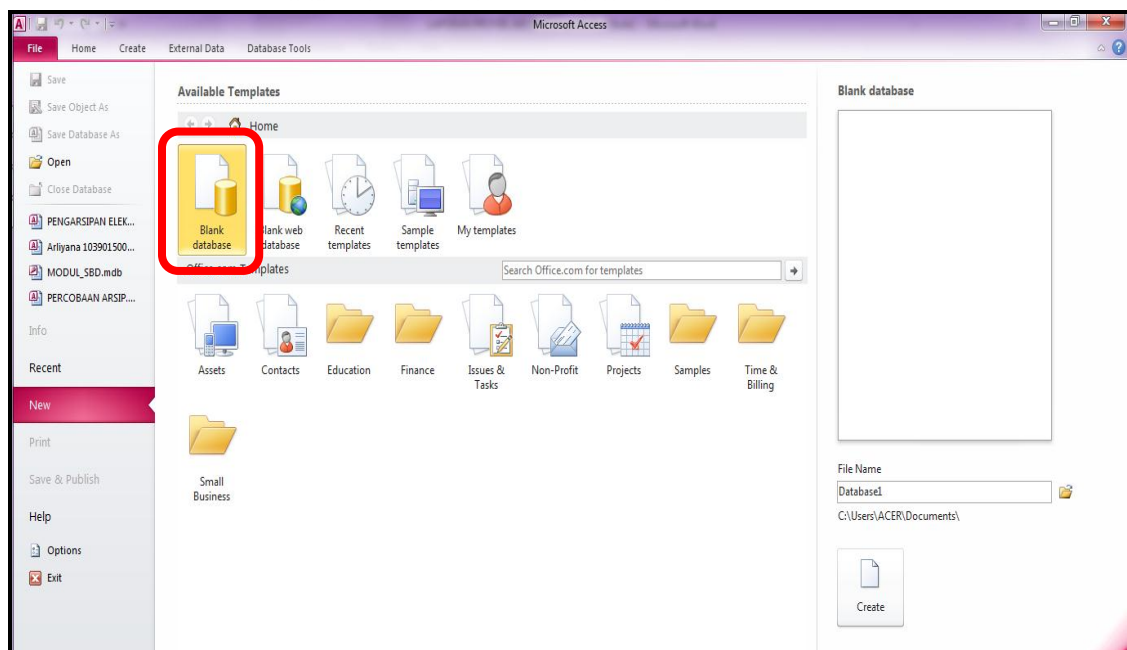 Microsoft Access
File Home Create External Data Database Tools
Save
Save Object As
Save Database As
Open
Close Database
PENGARSIPAN ELEK...
Arliyana 103901500...
MODUL_SBD.mdb
PERCOBAAN ARSIP....
Info
Recent
New
Print
Save & Publish
Help
Options
Exit
Available Templates
Home
Blank database
Blank web database
Recent templates
Sample templates
My templates
Office.com Templates
Search Office.com for templates
Assets
Contacts
Education
Finance
Issues & Tasks
Non-Profit
Projects
Samples
Time & Billing
Small Business
Blank database
File Name
Database1
C:\Users\ACER\Documents\
Create